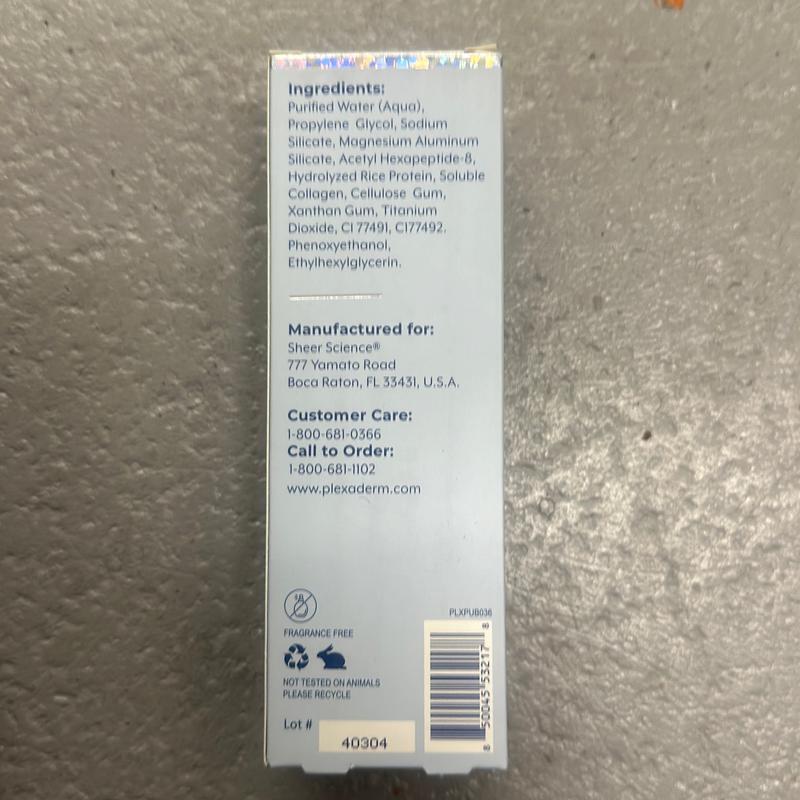 Ingredients:
Purified Water (Aqua),
Propylene Glycol, Sodium
Silicate, Magnesium Aluminum
Silicate, Acetyl Hexapeptide-8,
Hydrolyzed Rice Protein, Soluble
Collagen, Cellulose Gum,
Xanthan Gum, Titanium
Dioxide, CI 77491, CI77492.
Phenoxyethanol,
Ethylhexylglycerin.
Manufactured for:
Sheer Science®
777 Yamato Road
Boca Raton, FL 33431, U.S.A.
Customer Care:
1-800-681-0366
Call to Order:
1-800-681-1102
www.plexaderm.com
FRAGRANCE FREE
NOT TESTED ON ANIMALS
PLEASE RECYCLE
Lot #
40304
PLXPUB036
8 50045 53217 8